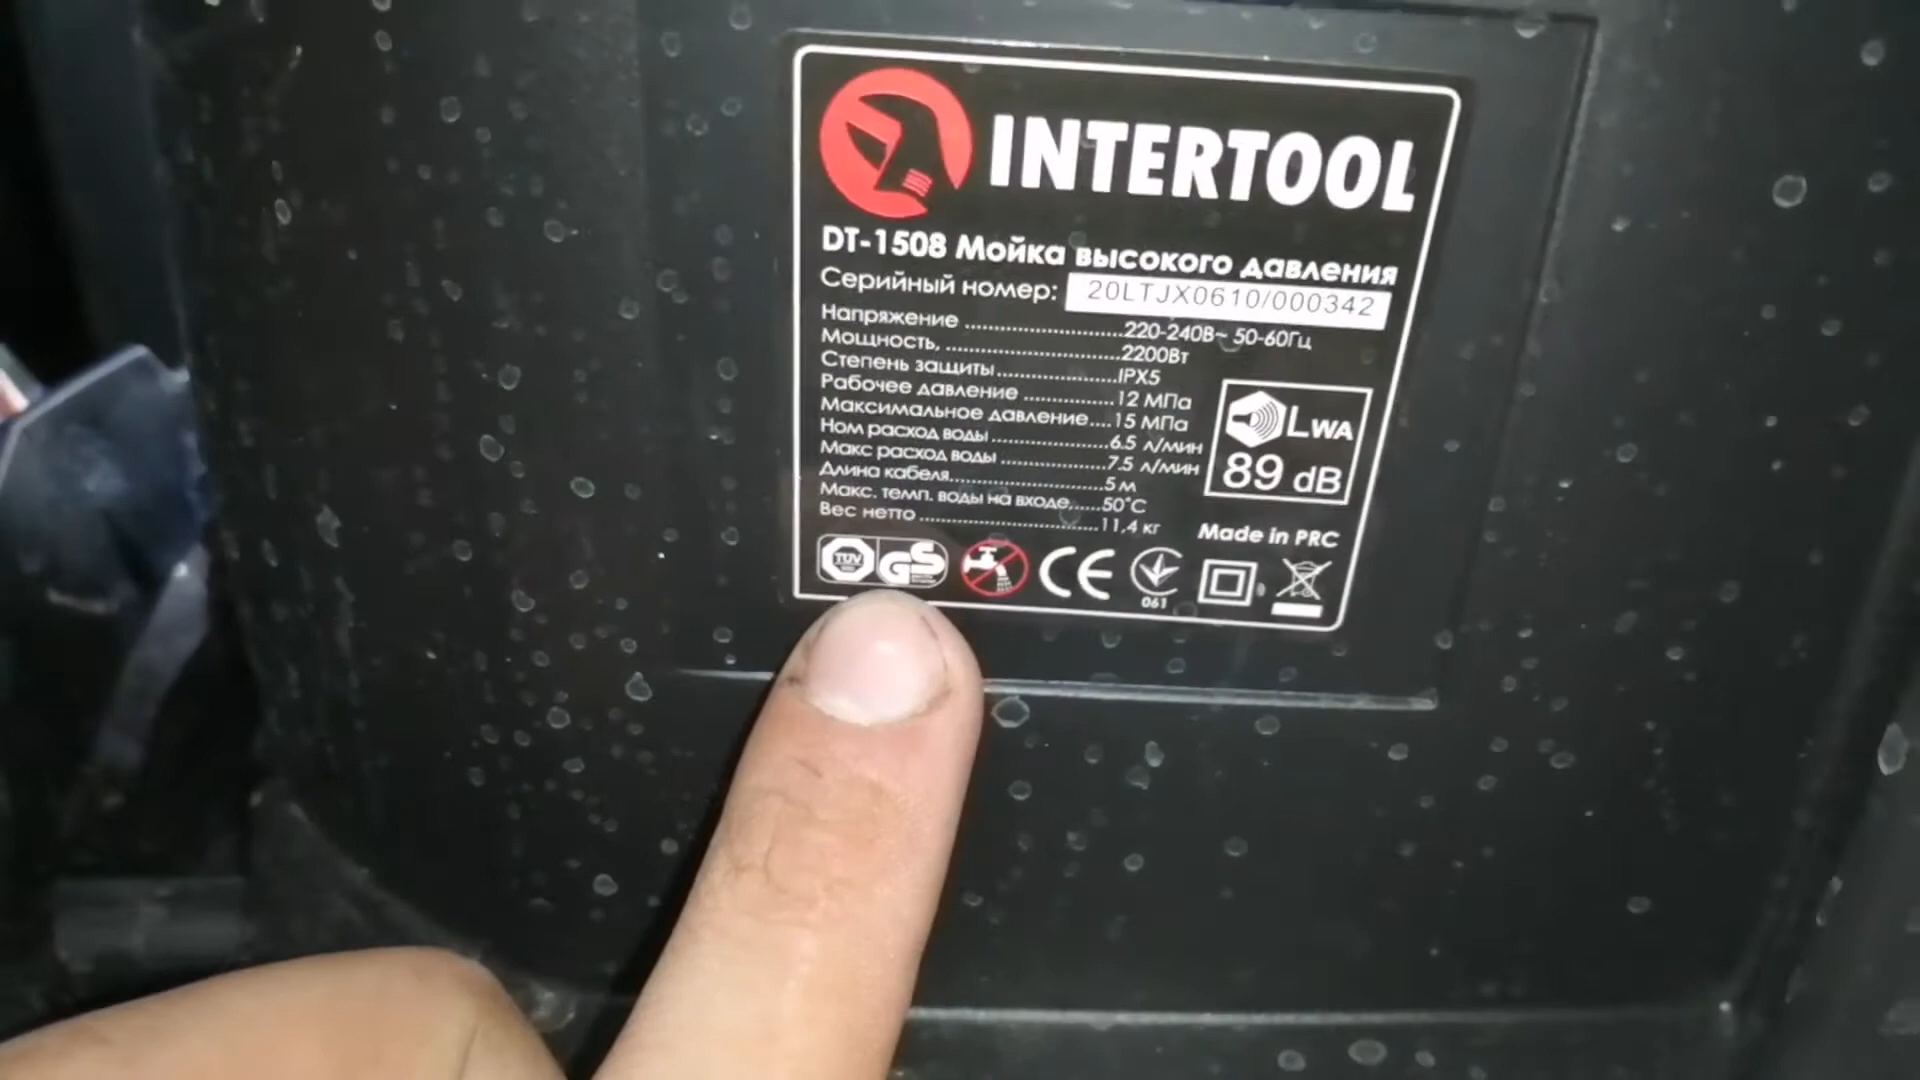 INTERTOOL
DT-1508 Мойка высокого давления
Серийный номер: 20LTJX0610/000342
Напряжение ........................ 220-240В~ 50-60Гц
Мощность, .......................... 2200Вт
Степень защиты .................. IPX5
Рабочее давление .............. 12 МПа
Максимальное давление.... 15 МПа
Ном расход воды ................. 6.5 л/мин
Макс расход воды ............... 7.5 л/мин
Длина кабеля....................... 5 м
Макс. темп. воды на входе...... 50°C
Вес нетто ........................... 11,4 кг
LWA
89 dB
Made in PRC
TUV GS CE
061